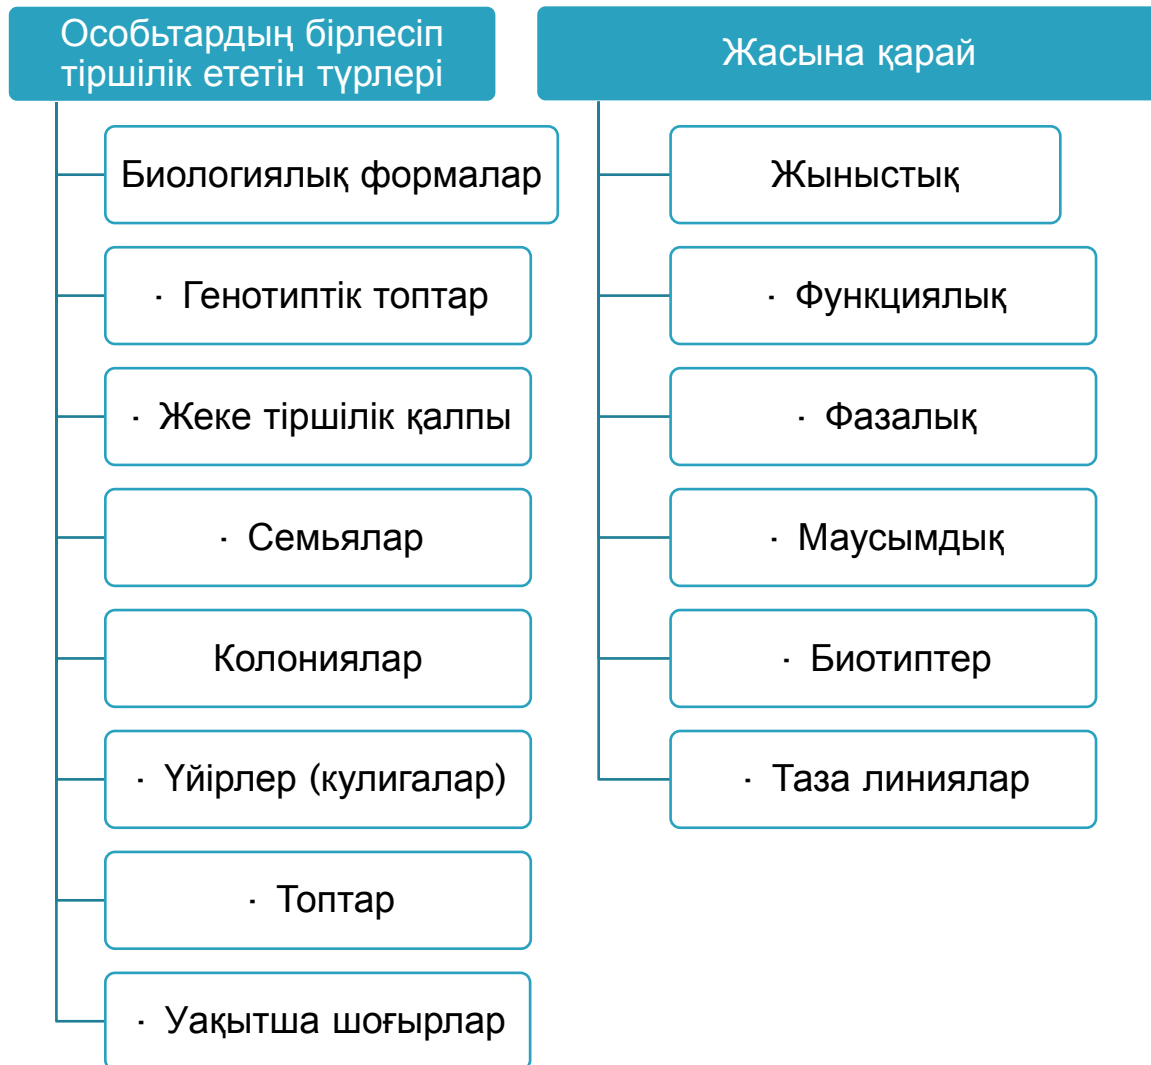 Особьтардың бірлесіп
тіршілік ететін түрлері
Биологиялық формалар
· Генотиптік топтар
· Жеке тіршілік қалпы
· Семьялар
Колониялар
· Үйірлер (кулигалар)
· Топтар
· Уақытша шоғырлар
Жасына қарай
Жыныстық
· Функциялық
· Фазалық
· Маусымдық
· Биотиптер
· Таза линиялар